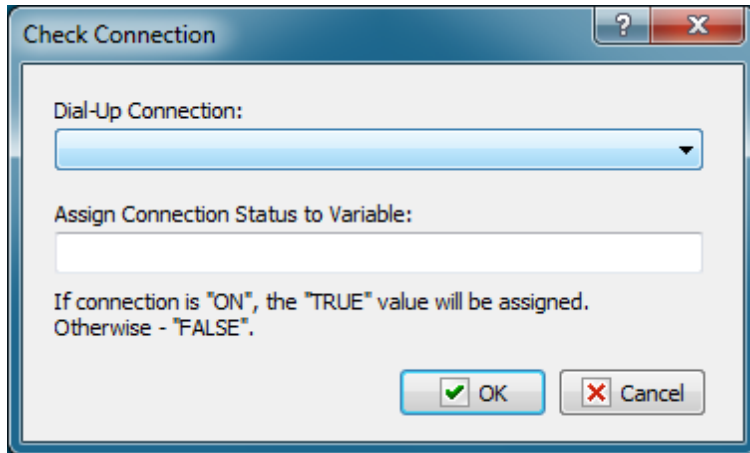 Check Connection
?
Dial-Up Connection:
Assign Connection Status to Variable:
If connection is "ON", the "TRUE" value will be assigned.
Otherwise - "FALSE".
OK
Cancel